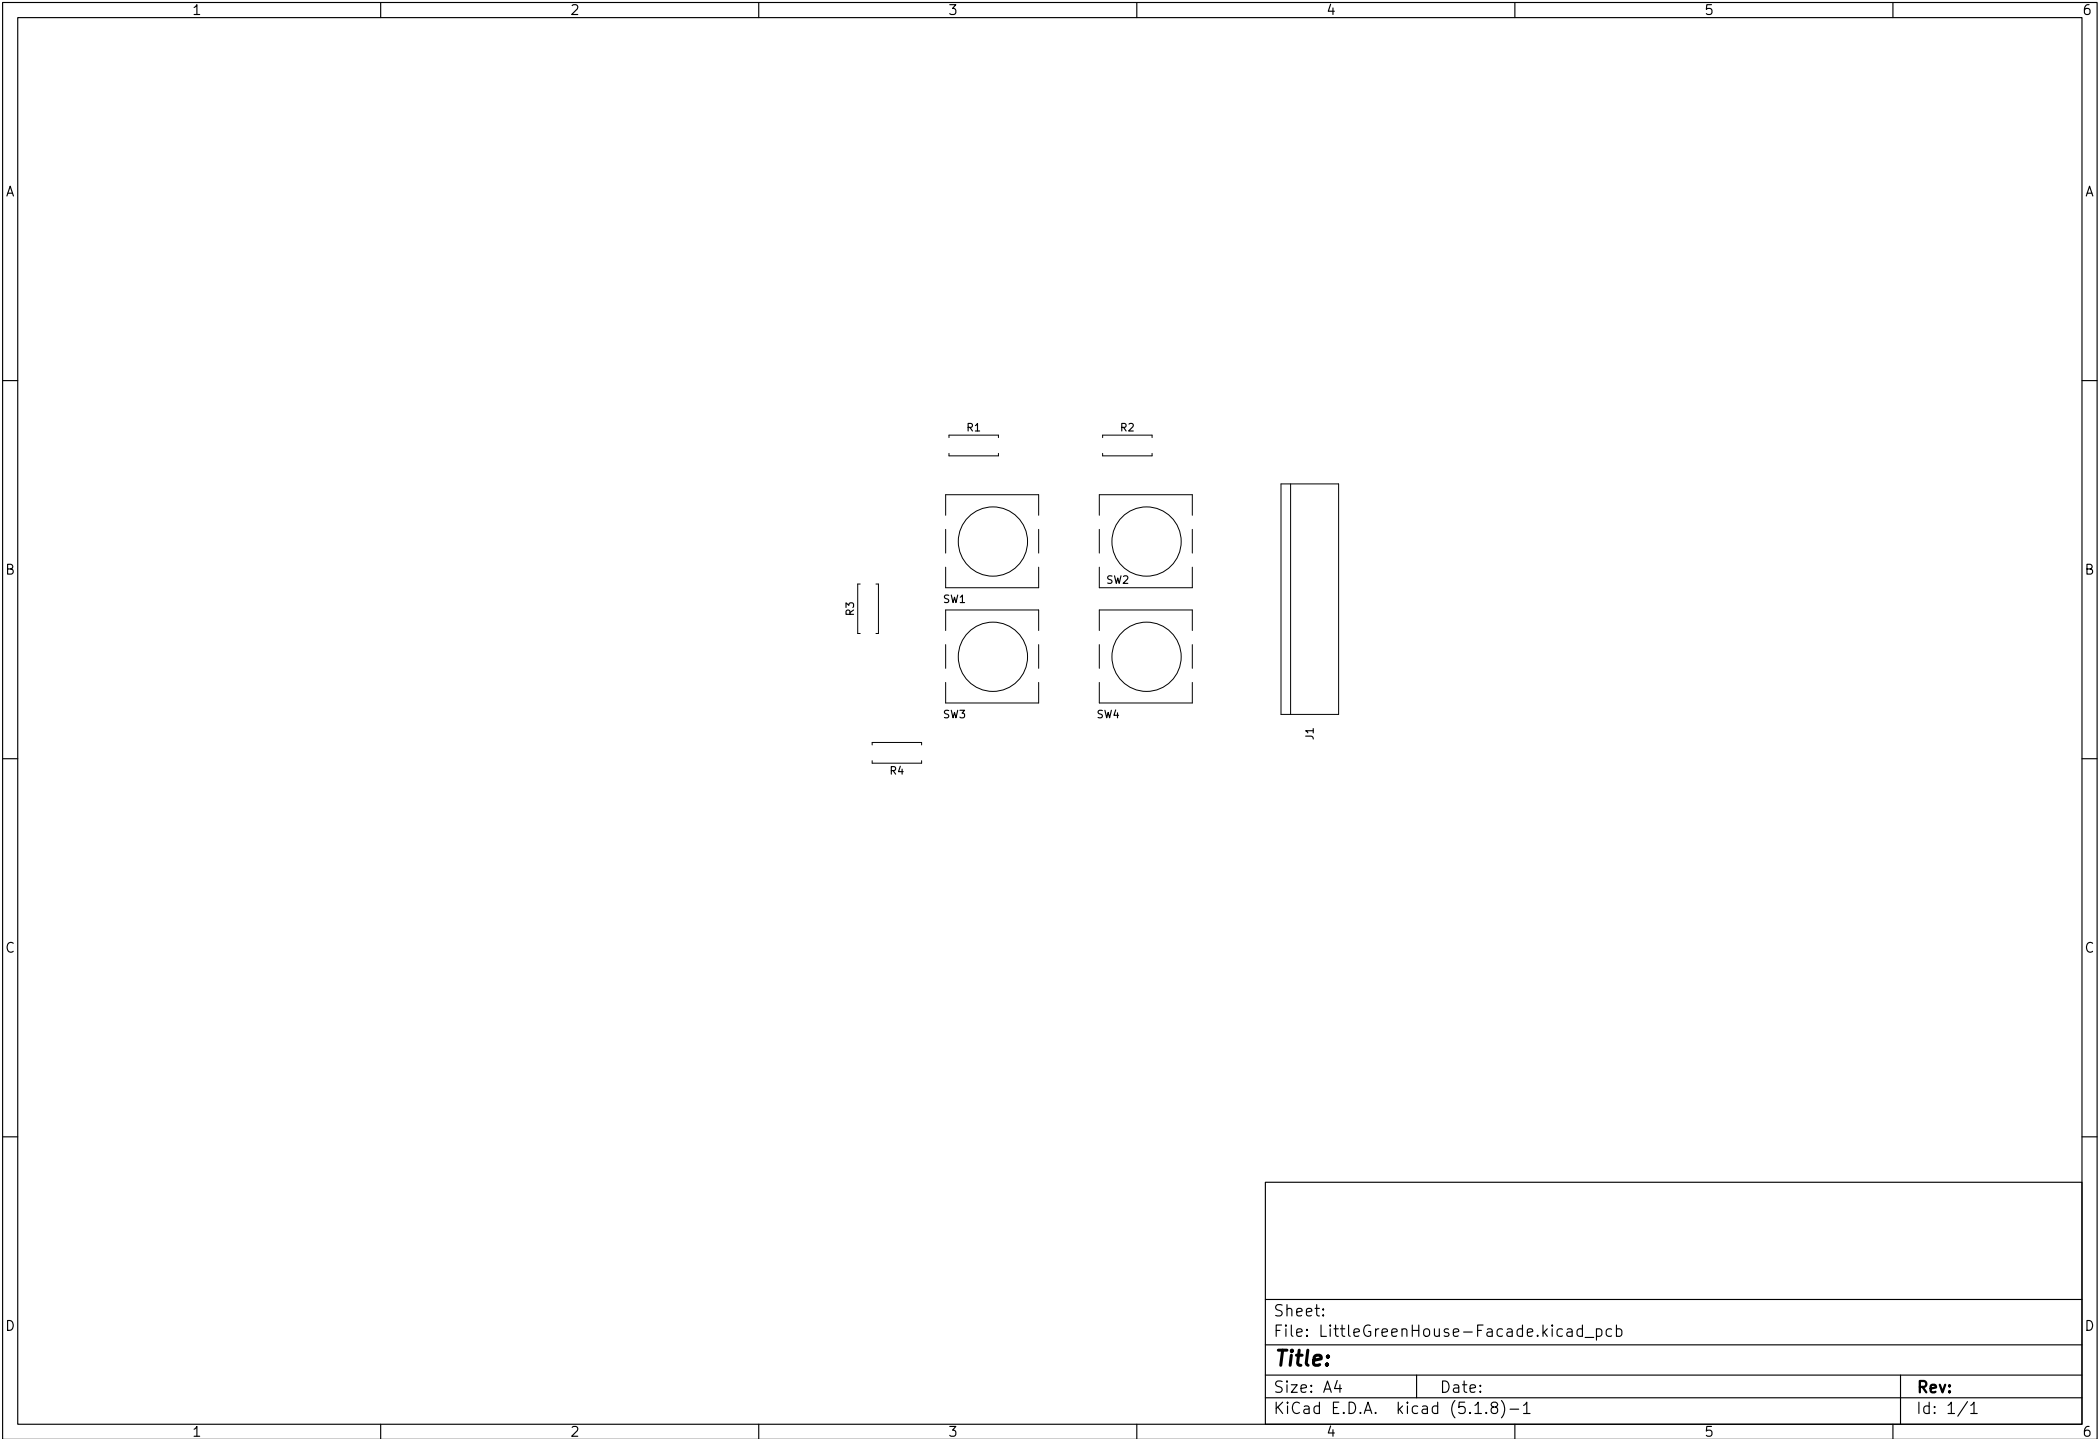 1 2 3 4 5 6
A A
R1 R2
B B
SW2
SW1
R3
SW3 SW4
J1
R4
C C
Sheet:
File: LittleGreenHouse-Facade.kicad_pcb
D D
Title:
Size: A4 Date: Rev:
KiCad E.D.A. kicad (5.1.8)-1 Id: 1/1
1 2 3 4 5 6